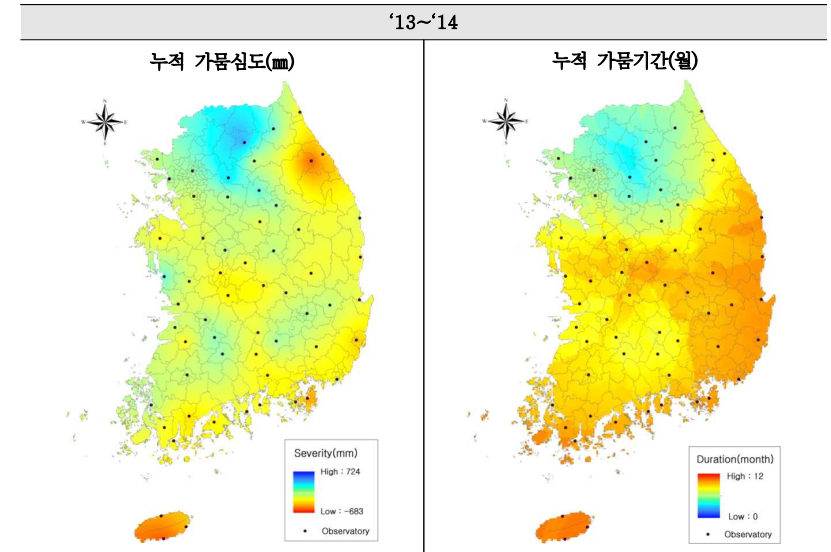 ‘13~‘14
누적 가뭄심도(㎜)
누적 가뭄기간(월)
N
W
E
S
N
W
E
S
Severity(mm)
High : 724
Low : -683
Observatory
Duration(month)
High : 12
Low : 0
Observatory